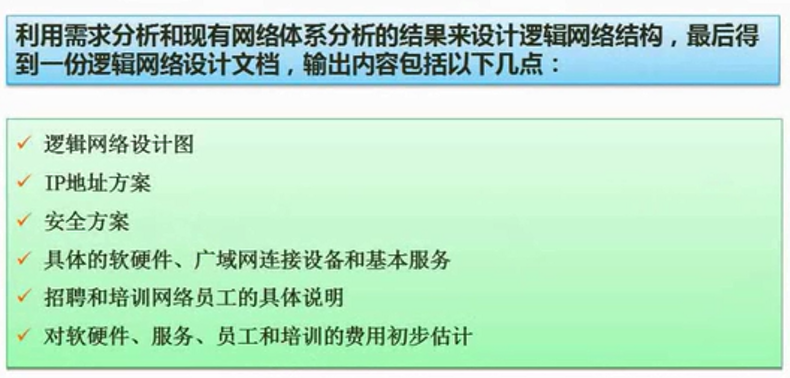 利用需求分析和现有网络体系分析的结果来设计逻辑网络结构，最后得
到一份逻辑网络设计文档，输出内容包括以下几点：
✓ 逻辑网络设计图
✓ IP地址方案
✓ 安全方案
✓ 具体的软硬件、广域网连接设备和基本服务
✓ 招聘和培训网络员工的具体说明
✓ 对软硬件、服务、员工和培训的费用初步估计